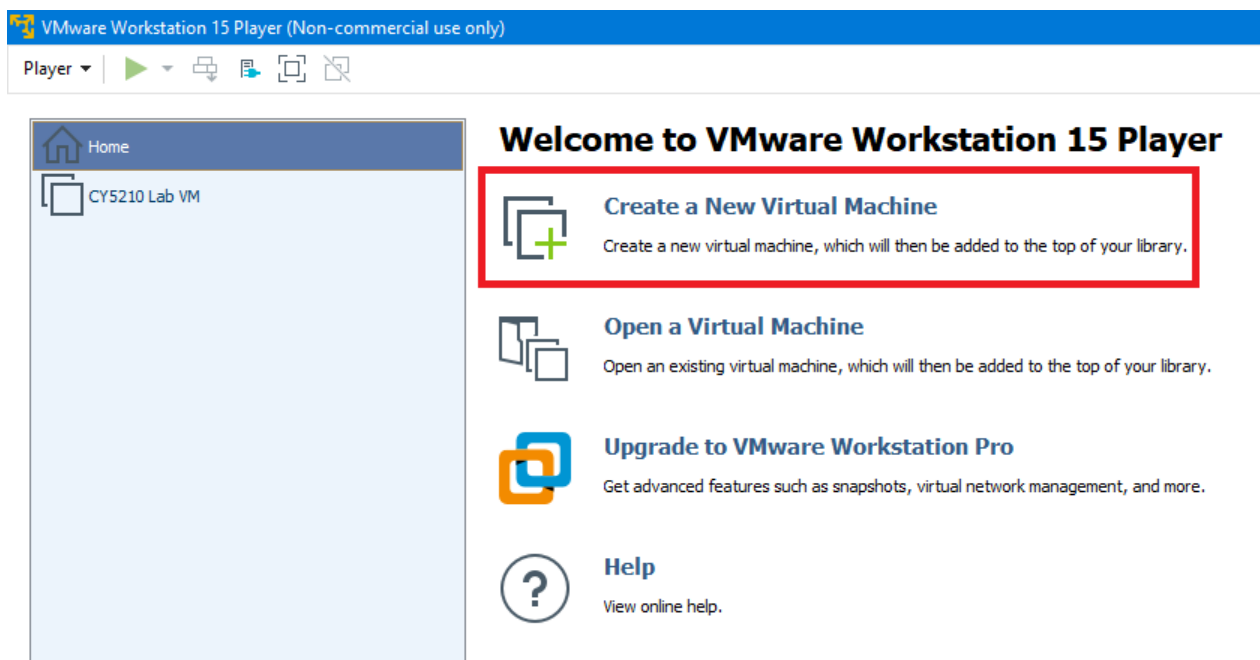 VMware Workstation 15 Player (Non-commercial use only)
Player
Home
CY5210 Lab VM
Welcome to VMware Workstation 15 Player
Create a New Virtual Machine
Create a new virtual machine, which will then be added to the top of your library.
Open a Virtual Machine
Open an existing virtual machine, which will then be added to the top of your library.
Upgrade to VMware Workstation Pro
Get advanced features such as snapshots, virtual network management, and more.
?
Help
View online help.